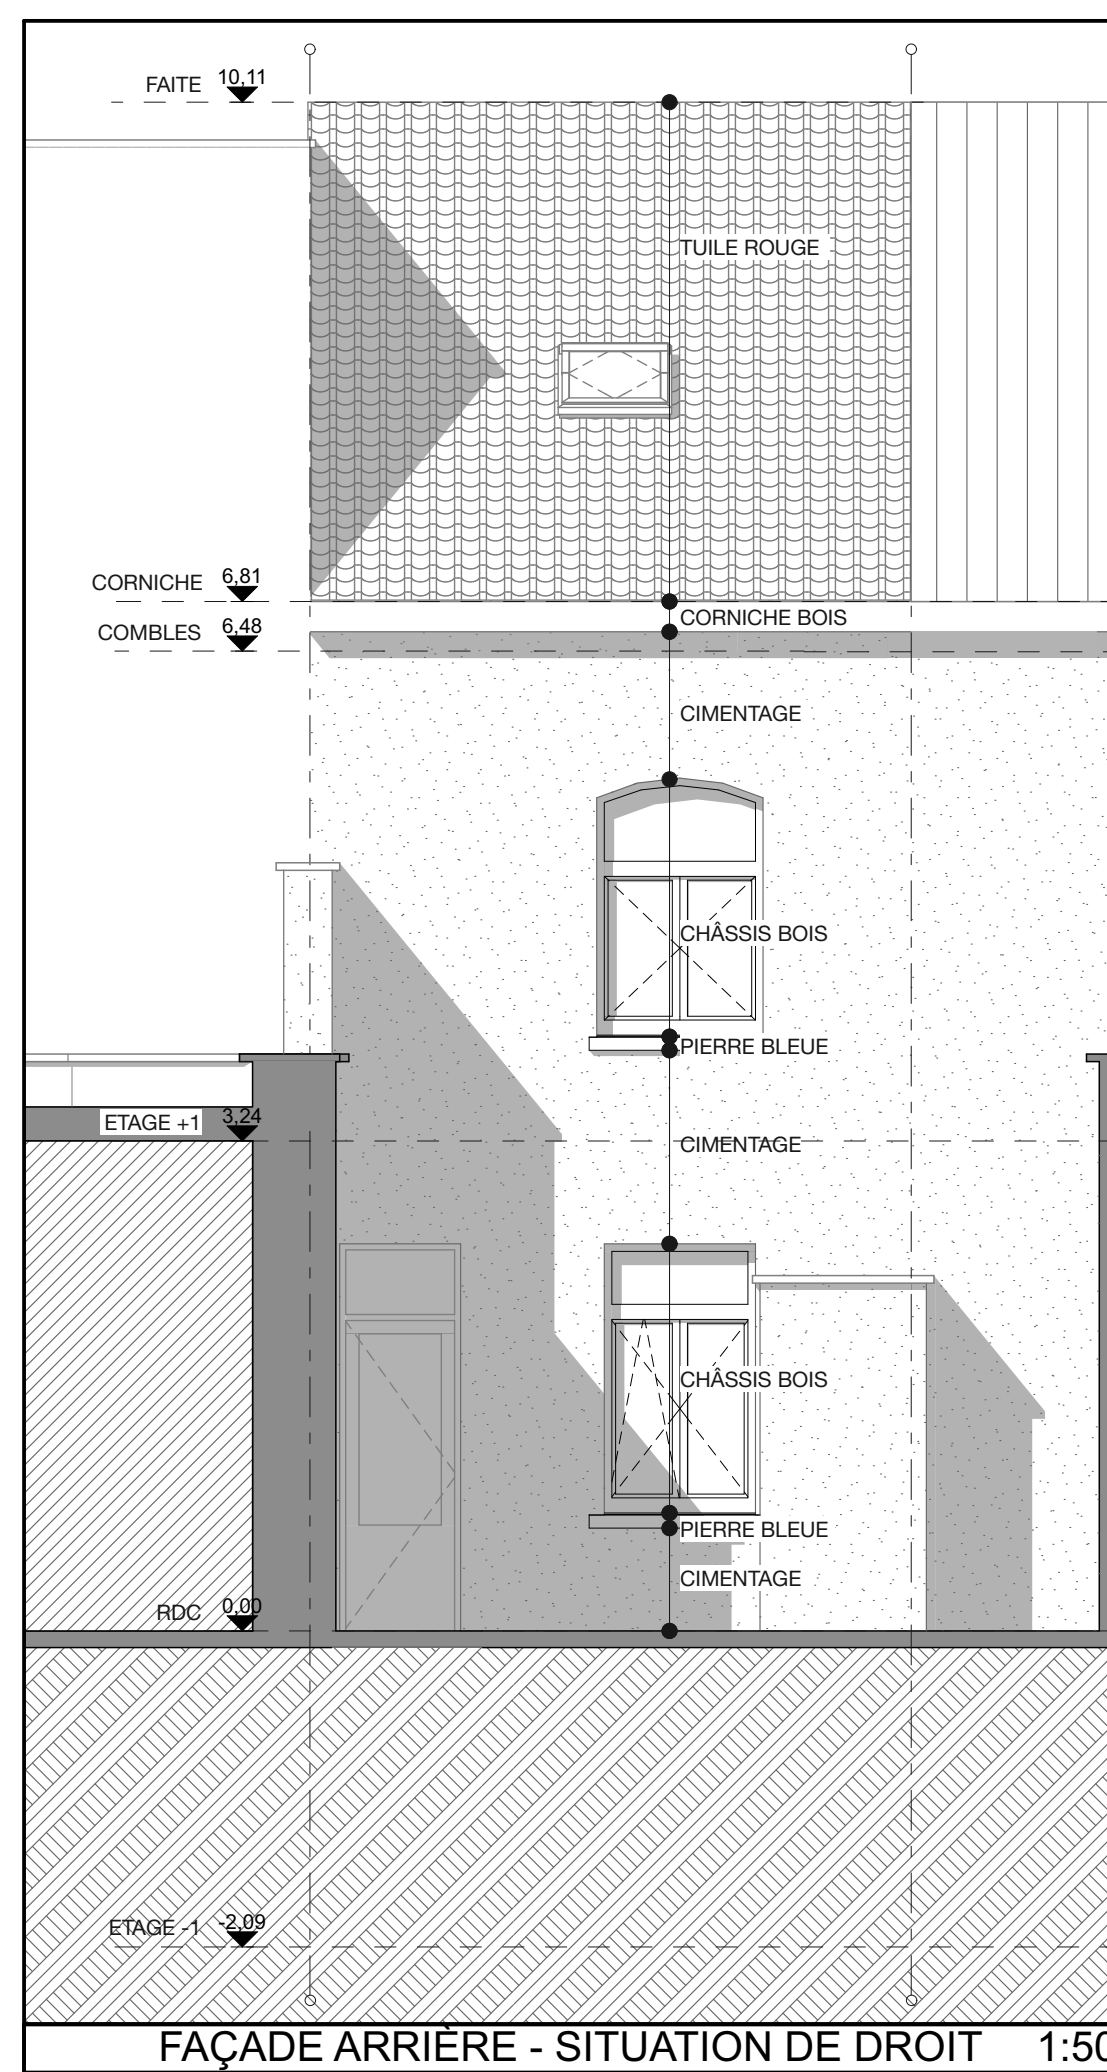 FAITE 10,11
TUILE ROUGE
CORNICHE 6,81
CORNICHE BOIS
COMBLES 6,48
CIMENTAGE
CHÂSSIS BOIS
PIERRE BLEUE
ETAGE +1 3,24
CIMENTAGE
CHÂSSIS BOIS
PIERRE BLEUE
CIMENTAGE
RDC 0,00
ETAGE -1 -2,09
FAÇADE ARRIÈRE - SITUATION DE DROIT 1:50